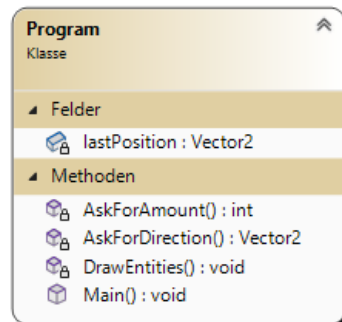 Program
Klasse
Felder
lastPosition : Vector2
Methoden
AskForAmount() : int
AskForDirection() : Vector2
DrawEntities() : void
Main() : void